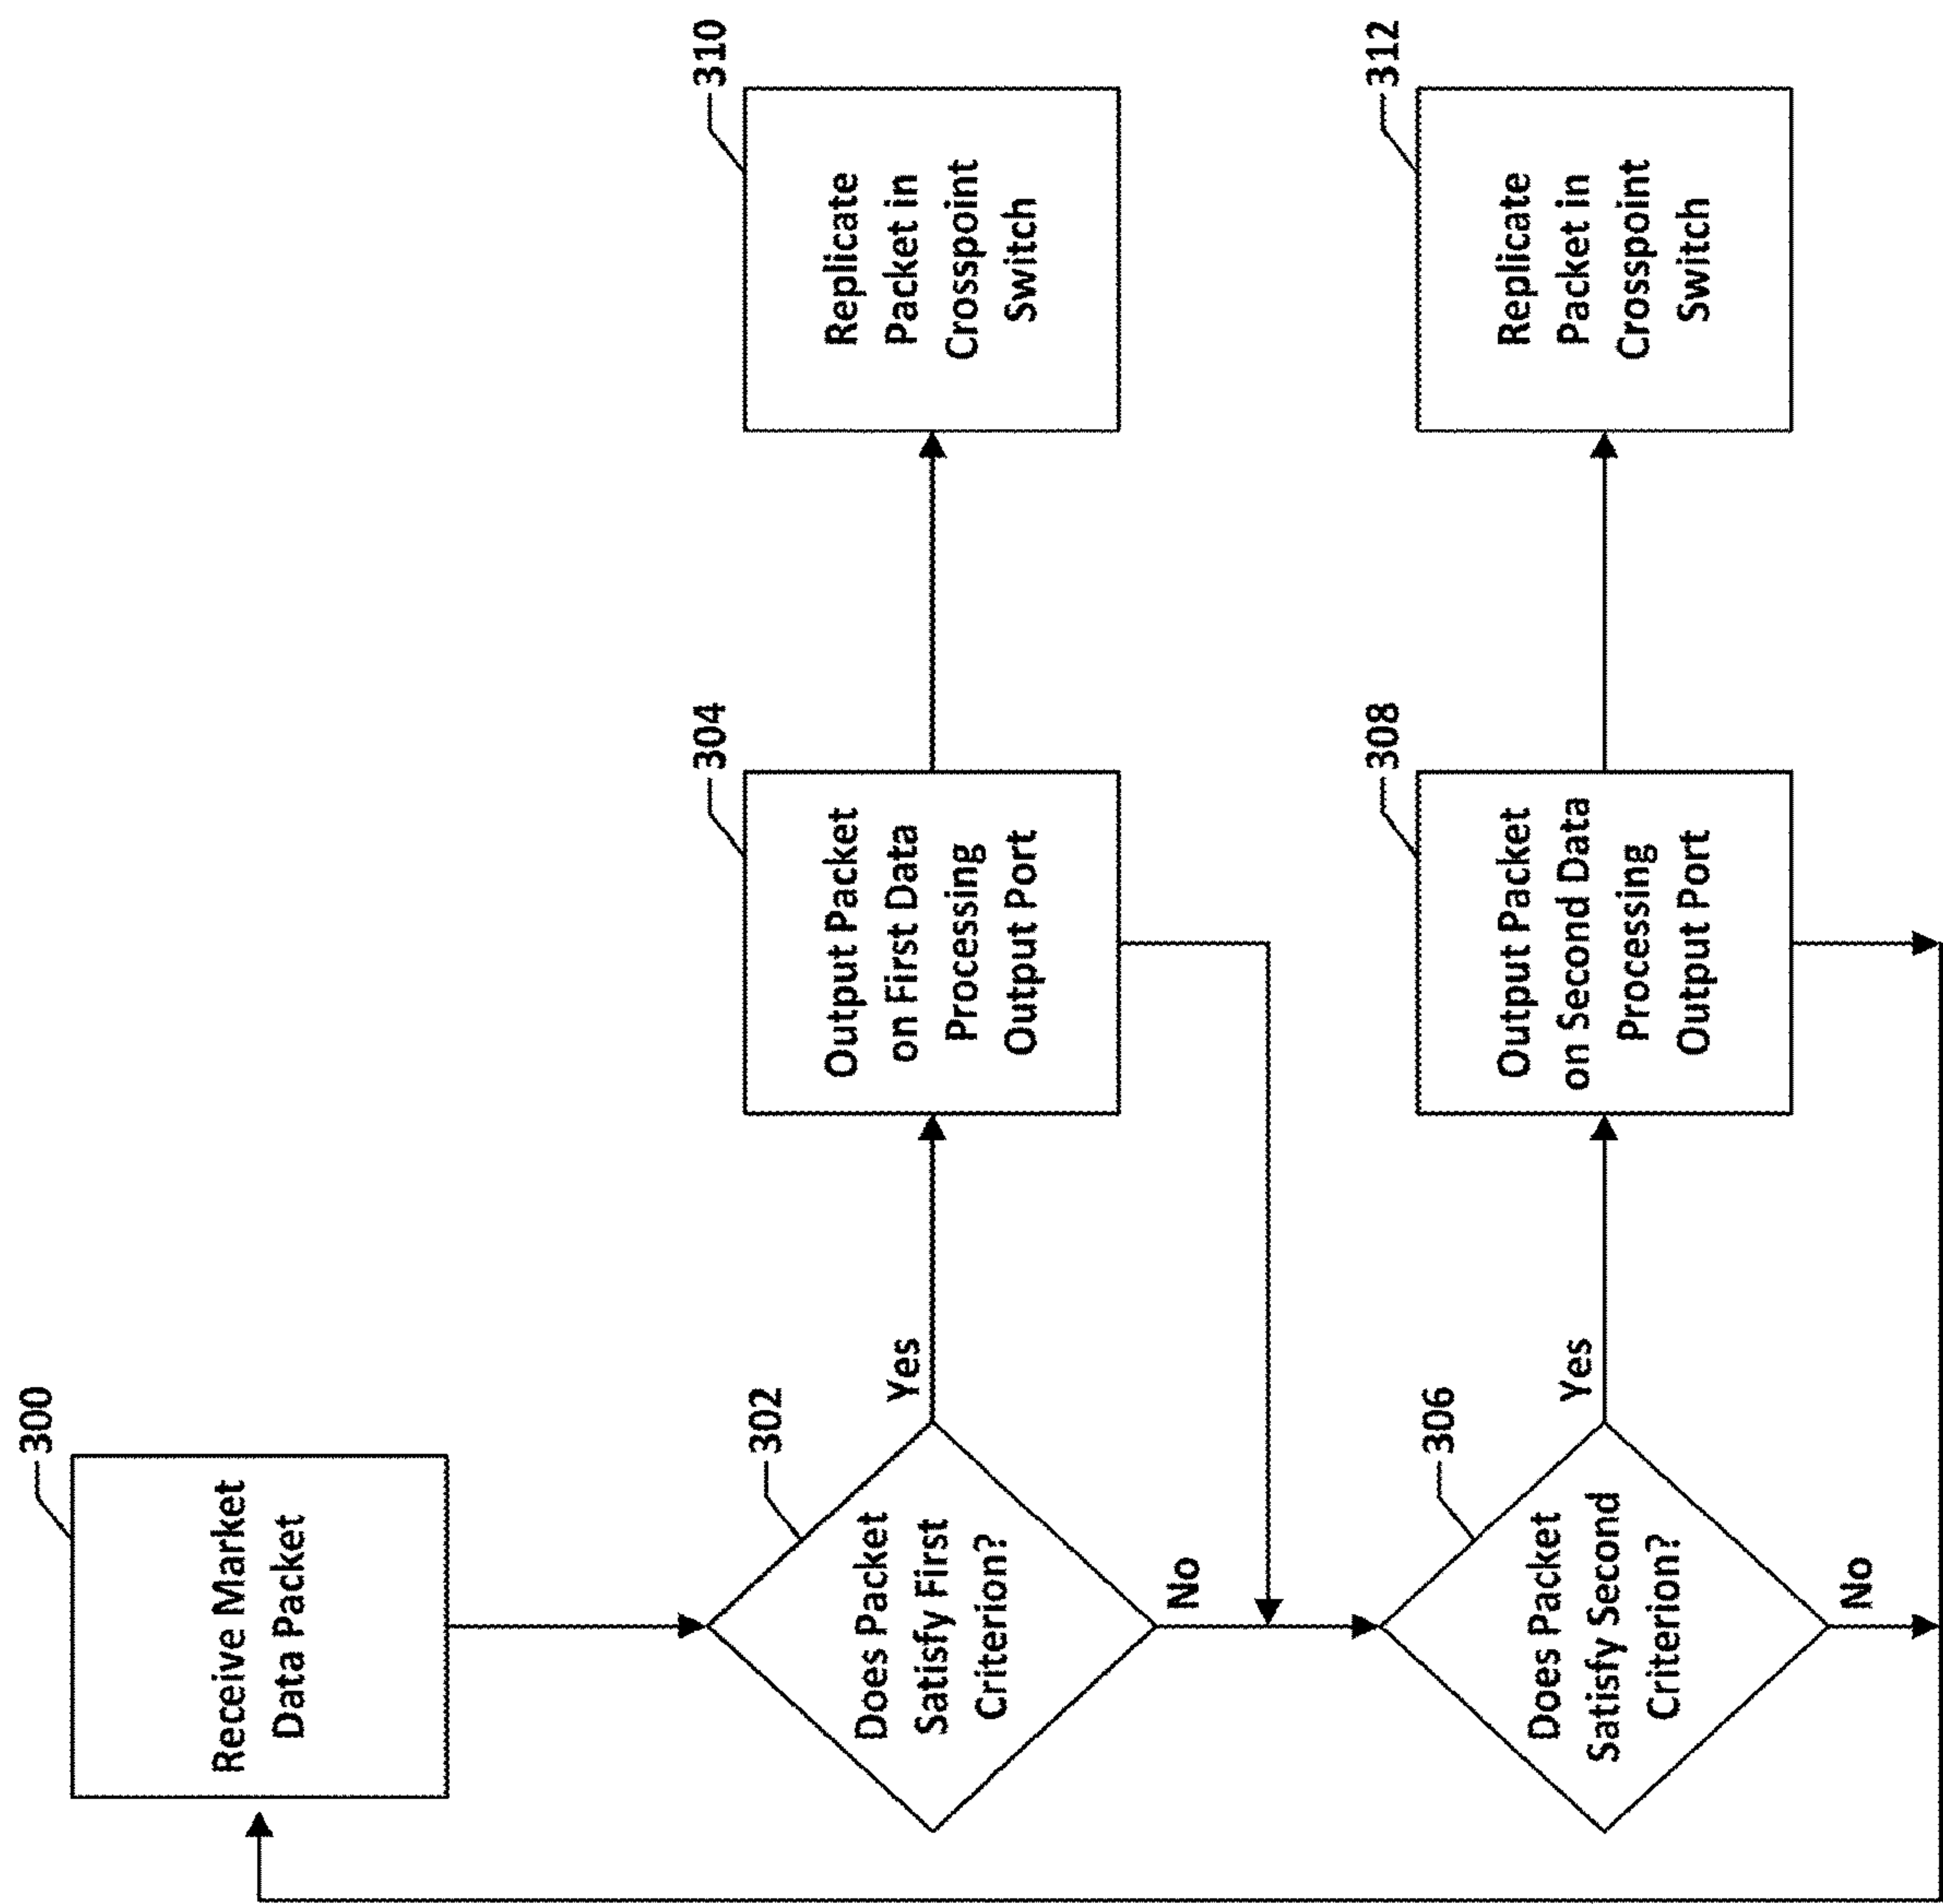 300
Receive Market
Data Packet
302
Does Packet
Satisfy First
Criterion?
Yes
No
304
Output Packet
on First Data
Processing
Output Port
310
Replicate
Packet in
Crosspoint
Switch
306
Does Packet
Satisfy Second
Criterion?
Yes
No
308
Output Packet
on Second Data
Processing
Output Port
312
Replicate
Packet in
Crosspoint
Switch